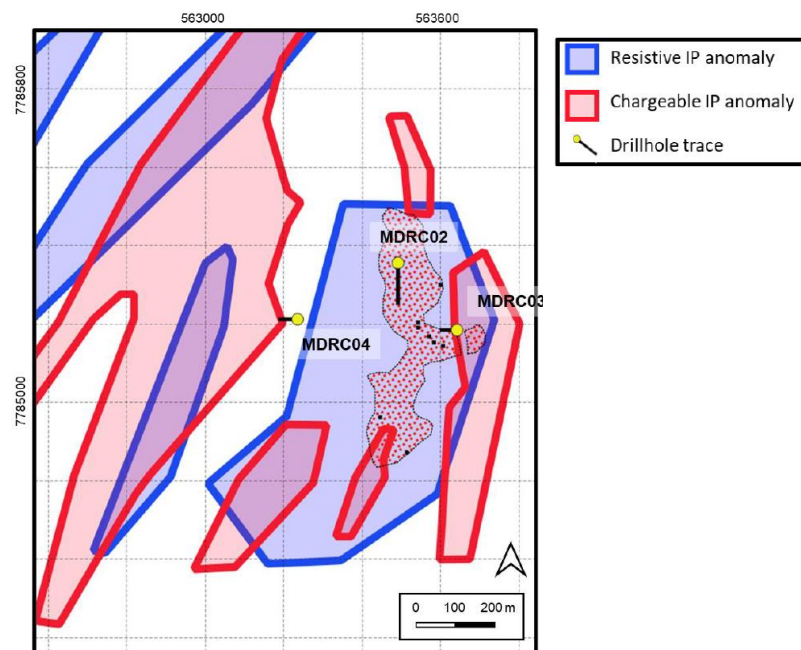 563000
563600
7785800
7785000
MDRC02
MDRC03
MDRC04
0 100 200 m
Resistive IP anomaly
Chargeable IP anomaly
Drillhole trace